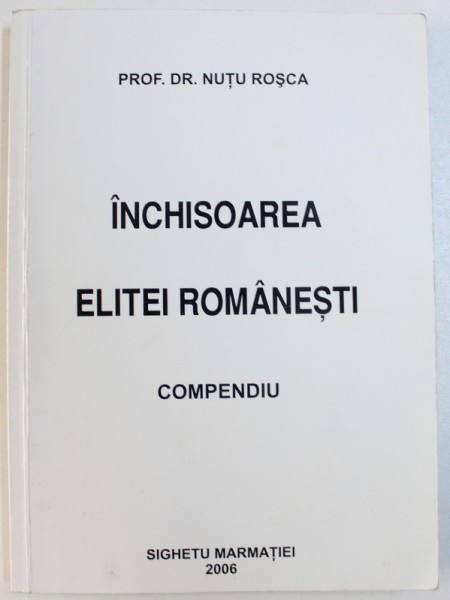 PROF. DR. NUȚU ROȘCA
ÎNCHISOAREA
ELITEI ROMÂNEȘTI
COMPENDIU
SIGHETU MARMAȚIEI
2006